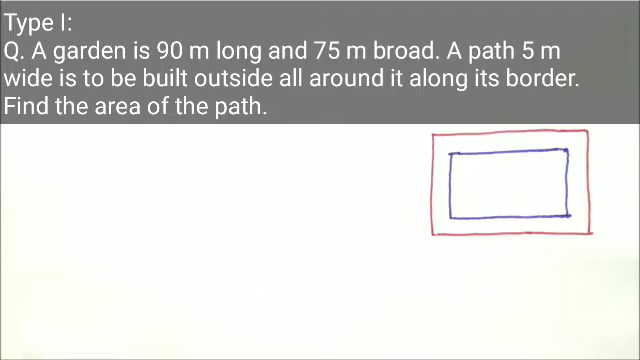 Type I:
Q. A garden is 90 m long and 75 m broad. A path 5 m
wide is to be built outside all around it along its border.
Find the area of the path.